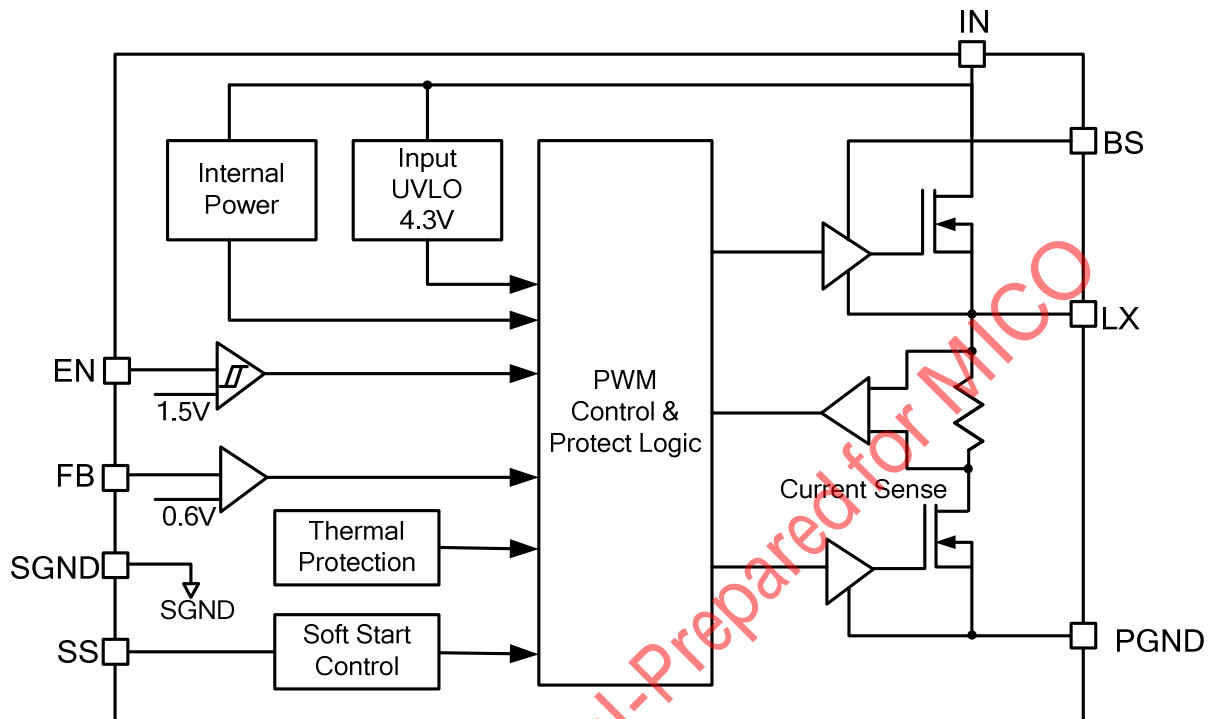 IN
BS
Internal
Power
Input
UVLO
4.3V
LX
EN
1.5V
PWM
Control &
Protect Logic
FB
0.6V
Current Sense
Thermal
Protection
SGND
SGND
SS
Soft Start
Control
PGND
Prepared for MICO